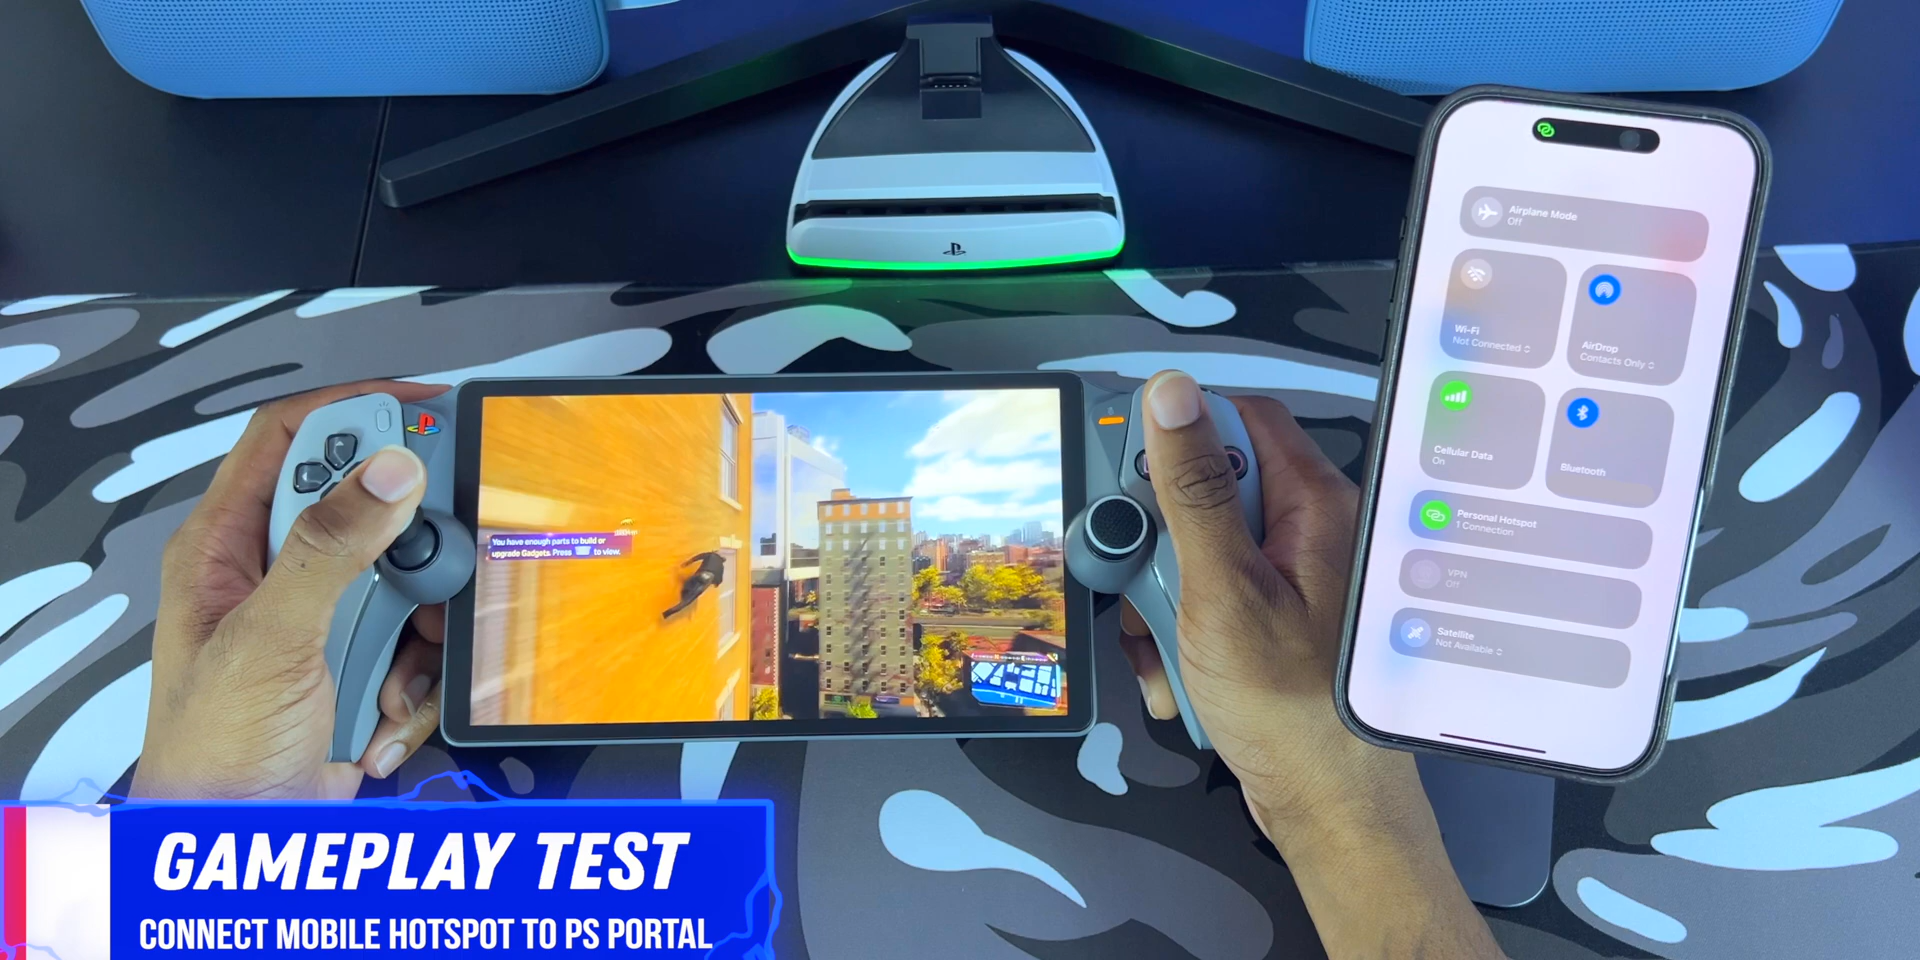 Airplane Mode
Off
Wi-Fi
Not Connected
AirDrop
Contacts Only
Cellular Data
On
Bluetooth
Personal Hotspot
1 Connection
VPN
Off
Satellite
Not Available
You have enough parts to build or
upgrade Gadgets. Press to view.
GAMEPLAY TEST
CONNECT MOBILE HOTSPOT TO PS PORTAL